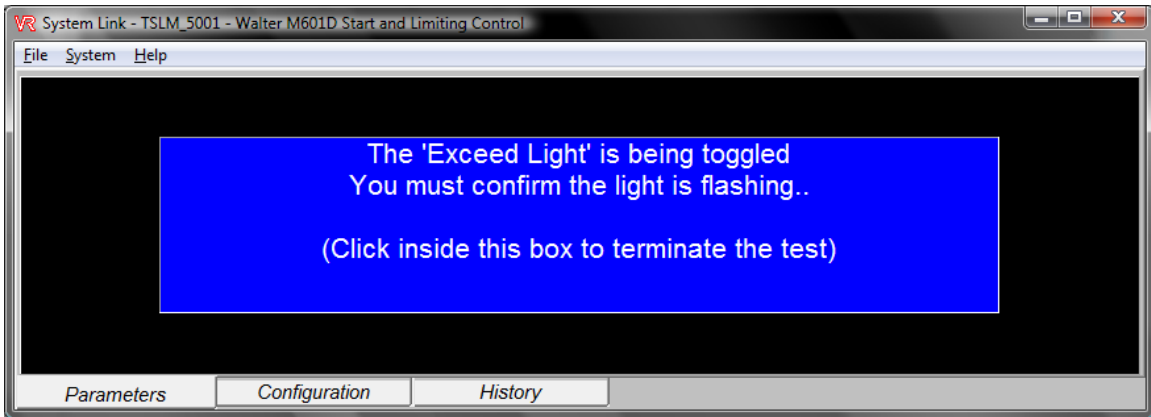 VR System Link - TSLM_5001 - Walter M601D Start and Limiting Control
File System Help
The 'Exceed Light' is being toggled
You must confirm the light is flashing..
(Click inside this box to terminate the test)
Parameters Configuration History